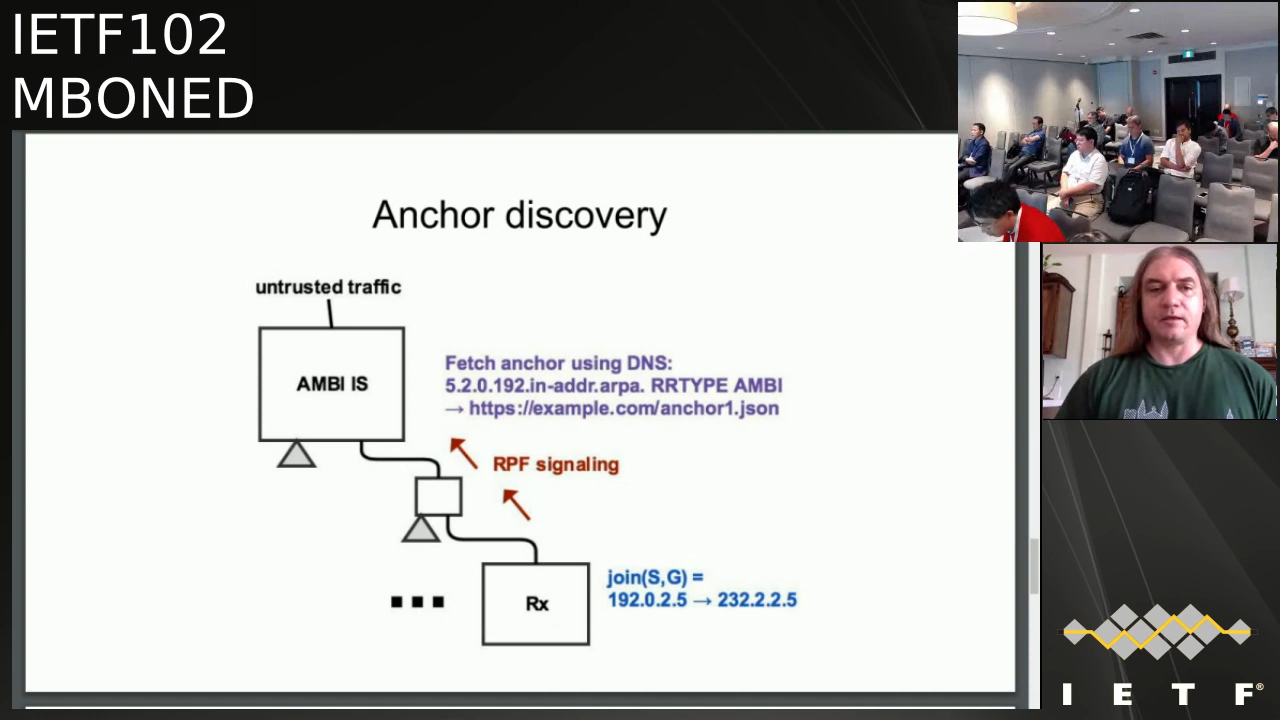 IETF102
MBONED
Anchor discovery
untrusted traffic
AMBI IS
Fetch anchor using DNS:
5.2.0.192.in-addr.arpa. RRTYPE AMBI
→ https://example.com/anchor1.json
RPF signaling
join(S,G) =
192.0.2.5 → 232.2.2.5
Rx
I E T F®